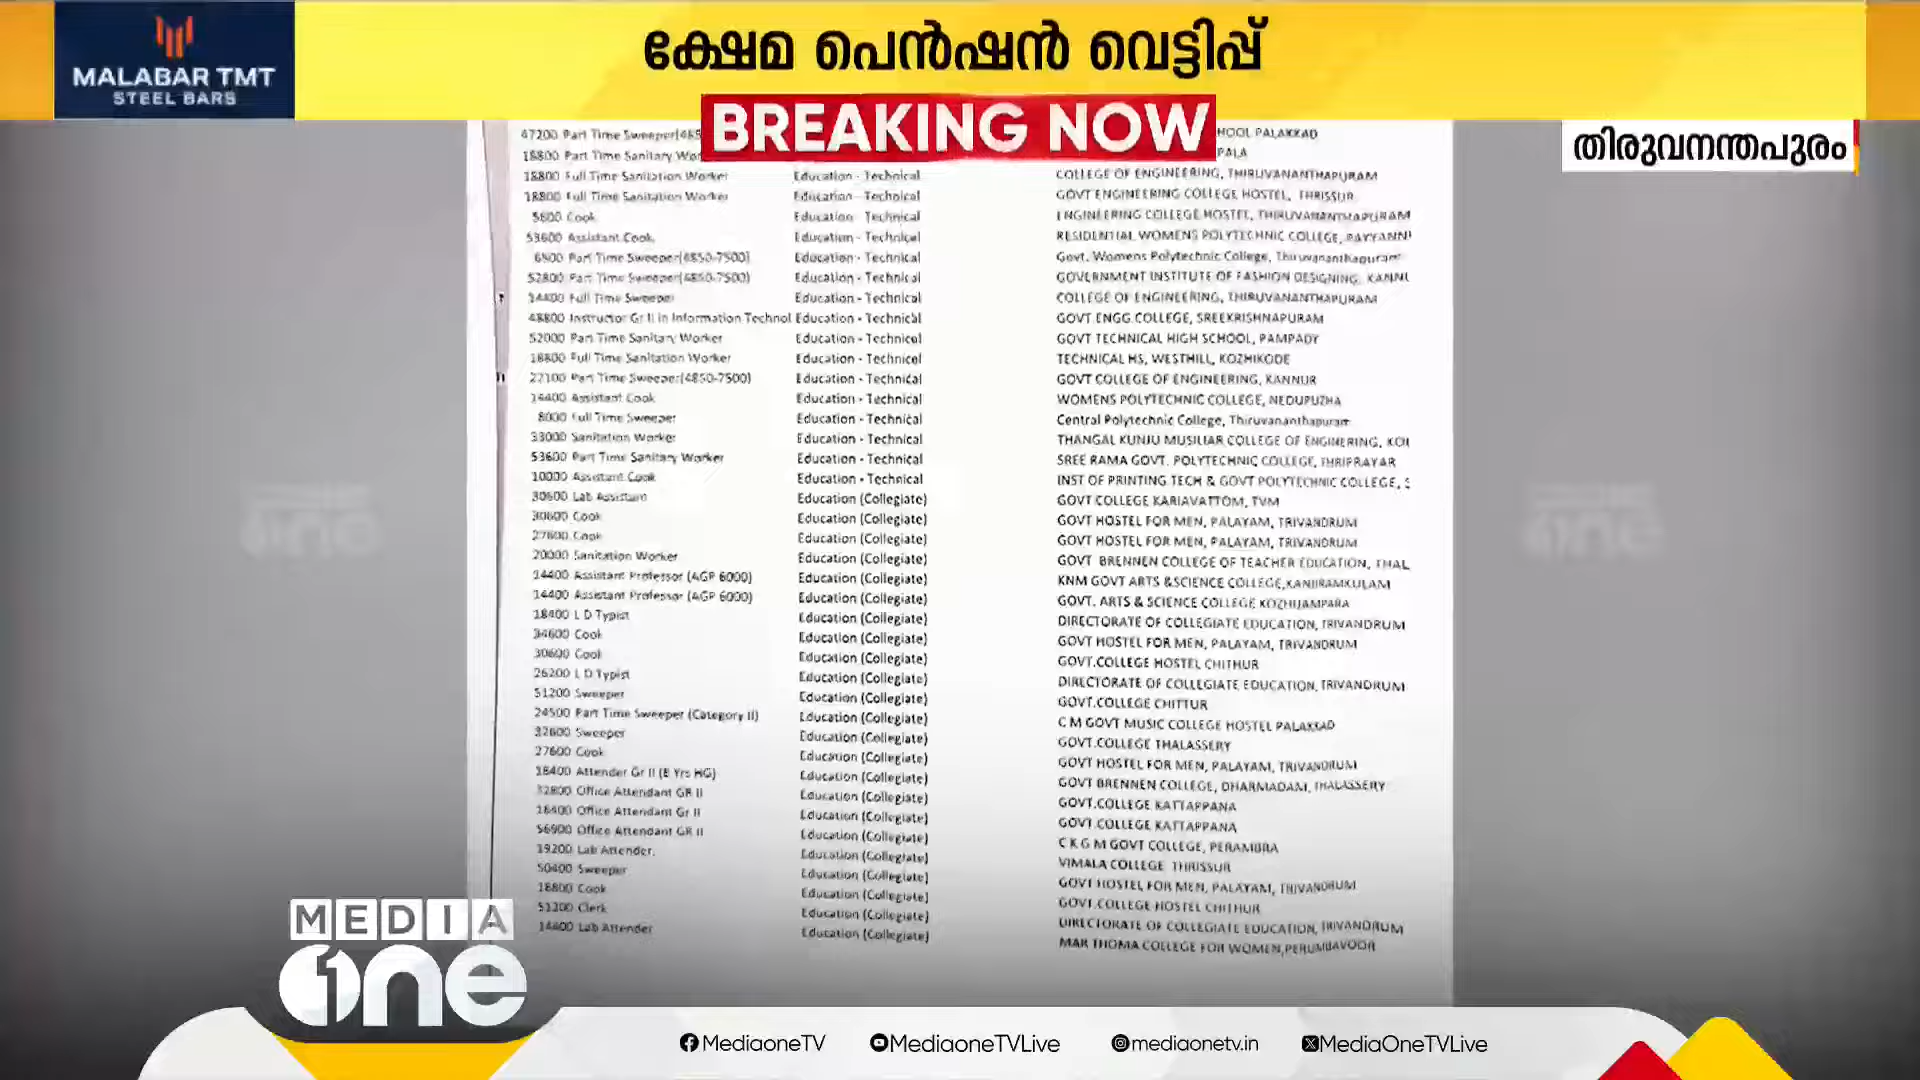 MALABAR TMT
STEEL BARS
ക്ഷേമ പെൻഷൻ വെട്ടിപ്പ്
BREAKING NOW
തിരുവനന്തപുരം
47200 Part Time Sweeper(485 HOOL PALAKKAD
18800 Part Time Sanitary Wor PALA
18800 Full Time Sanitation Worker Education - Technical COLLEGE OF ENGINEERING, THIRUVANANTHAPURAM
18800 Full Time Sanitation Worker Education - Technical GOVT ENGINEERING COLLEGE HOSTEL, THRISSUR
5600 Cook Education - Technical ENGINEERING COLLEGE HOSTEL, THIRUVANANTHAPURAM
53600 Assistant Cook Education - Technical RESIDENTIAL WOMENS POLYTECHNIC COLLEGE, PAYYANN
6800 Part Time Sweeper(4850-7500) Education - Technical Govt. Womens Polytechnic College, Thiruvananthapuram
52800 Part Time Sweeper(4850-7500) Education - Technical GOVERNMENT INSTITUTE OF FASHION DESIGNING, KANNU
14400 Full Time Sweeper Education - Technical COLLEGE OF ENGINEERING, THIRUVANANTHAPURAM
48800 Instructor Gr II in Information Technol Education - Technical GOVT ENGG COLLEGE, SREEKRISHNAPURAM
52000 Part Time Sanitary Worker Education - Technical GOVT TECHNICAL HIGH SCHOOL, PAMPADY
18800 Full Time Sanitation Worker Education - Technical TECHNICAL HS, WESTHILL, KOZHIKODE
22100 Part Time Sweeper(4850-7500) Education - Technical GOVT COLLEGE OF ENGINEERING, KANNUR
14400 Assistant Cook Education - Technical WOMENS POLYTECHNIC COLLEGE, NEDUPUZHA
8000 Full Time Sweeper Education - Technical Central Polytechnic College, Thiruvananthapuram
33000 Sanitation Worker Education - Technical THANGAL KUNJU MUSILIAR COLLEGE OF ENGINERING, KOL
53600 Part Time Sanitary Worker Education - Technical SREE RAMA GOVT. POLYTECHNIC COLLEGE, THRIPRAYAR
10000 Assistant Cook Education - Technical INST OF PRINTING TECH & GOVT POLYTECHNIC COLLEGE, S
30600 Lab Assistant Education (Collegiate) GOVT COLLEGE KARIAVATTOM, TVM
30600 Cook Education (Collegiate) GOVT HOSTEL FOR MEN, PALAYAM, TRIVANDRUM
27600 Cook Education (Collegiate) GOVT HOSTEL FOR MEN, PALAYAM, TRIVANDRUM
20000 Sanitation Worker Education (Collegiate) GOVT BRENNEN COLLEGE OF TEACHER EDUCATION, THAL
14400 Assistant Professor (AGP 6000) Education (Collegiate) KNM GOVT ARTS &SCIENCE COLLEGE,KANJIRAMKULAM
14400 Assistant Professor (AGP 6000) Education (Collegiate) GOVT. ARTS & SCIENCE COLLEGE KOZHIJAMPARA
18400 L D Typist Education (Collegiate) DIRECTORATE OF COLLEGIATE EDUCATION, TRIVANDRUM
34600 Cook Education (Collegiate) GOVT HOSTEL FOR MEN, PALAYAM, TRIVANDRUM
30600 Cook Education (Collegiate) GOVT.COLLEGE HOSTEL CHITHUR
26200 L D Typist Education (Collegiate) DIRECTORATE OF COLLEGIATE EDUCATION, TRIVANDRUM
51200 Sweeper Education (Collegiate) GOVT.COLLEGE CHITTUR
24500 Part Time Sweeper (Category II) Education (Collegiate) C M GOVT MUSIC COLLEGE HOSTEL PALAKKAD
32600 Sweeper Education (Collegiate) GOVT.COLLEGE THALASSERY
27600 Cook Education (Collegiate) GOVT HOSTEL FOR MEN, PALAYAM, TRIVANDRUM
18400 Attender Gr II (8 Yrs HG) Education (Collegiate) GOVT BRENNEN COLLEGE, DHARMADAM, THALASSERY
32800 Office Attendant GR II Education (Collegiate) GOVT.COLLEGE KATTAPPANA
18400 Office Attendant Gr II Education (Collegiate) GOVT.COLLEGE KATTAPPANA
56900 Office Attendant GR II Education (Collegiate) C K G M GOVT COLLEGE, PERAMBRA
19200 Lab Attender. Education (Collegiate) VIMALA COLLEGE THRISSUR
50400 Sweeper Education (Collegiate) GOVT HOSTEL FOR MEN, PALAYAM, TRIVANDRUM
18800 Cook Education (Collegiate) GOVT.COLLEGE HOSTEL CHITHUR
51200 Clerk Education (Collegiate) DIRECTORATE OF COLLEGIATE EDUCATION, TRIVANDRUM
14400 Lab Attender Education (Collegiate) MAR THOMA COLLEGE FOR WOMEN,PERUMBAVOOR
MEDIA
one
MediaoneTV MediaoneTVLive mediaonetv.in MediaOneTVLive